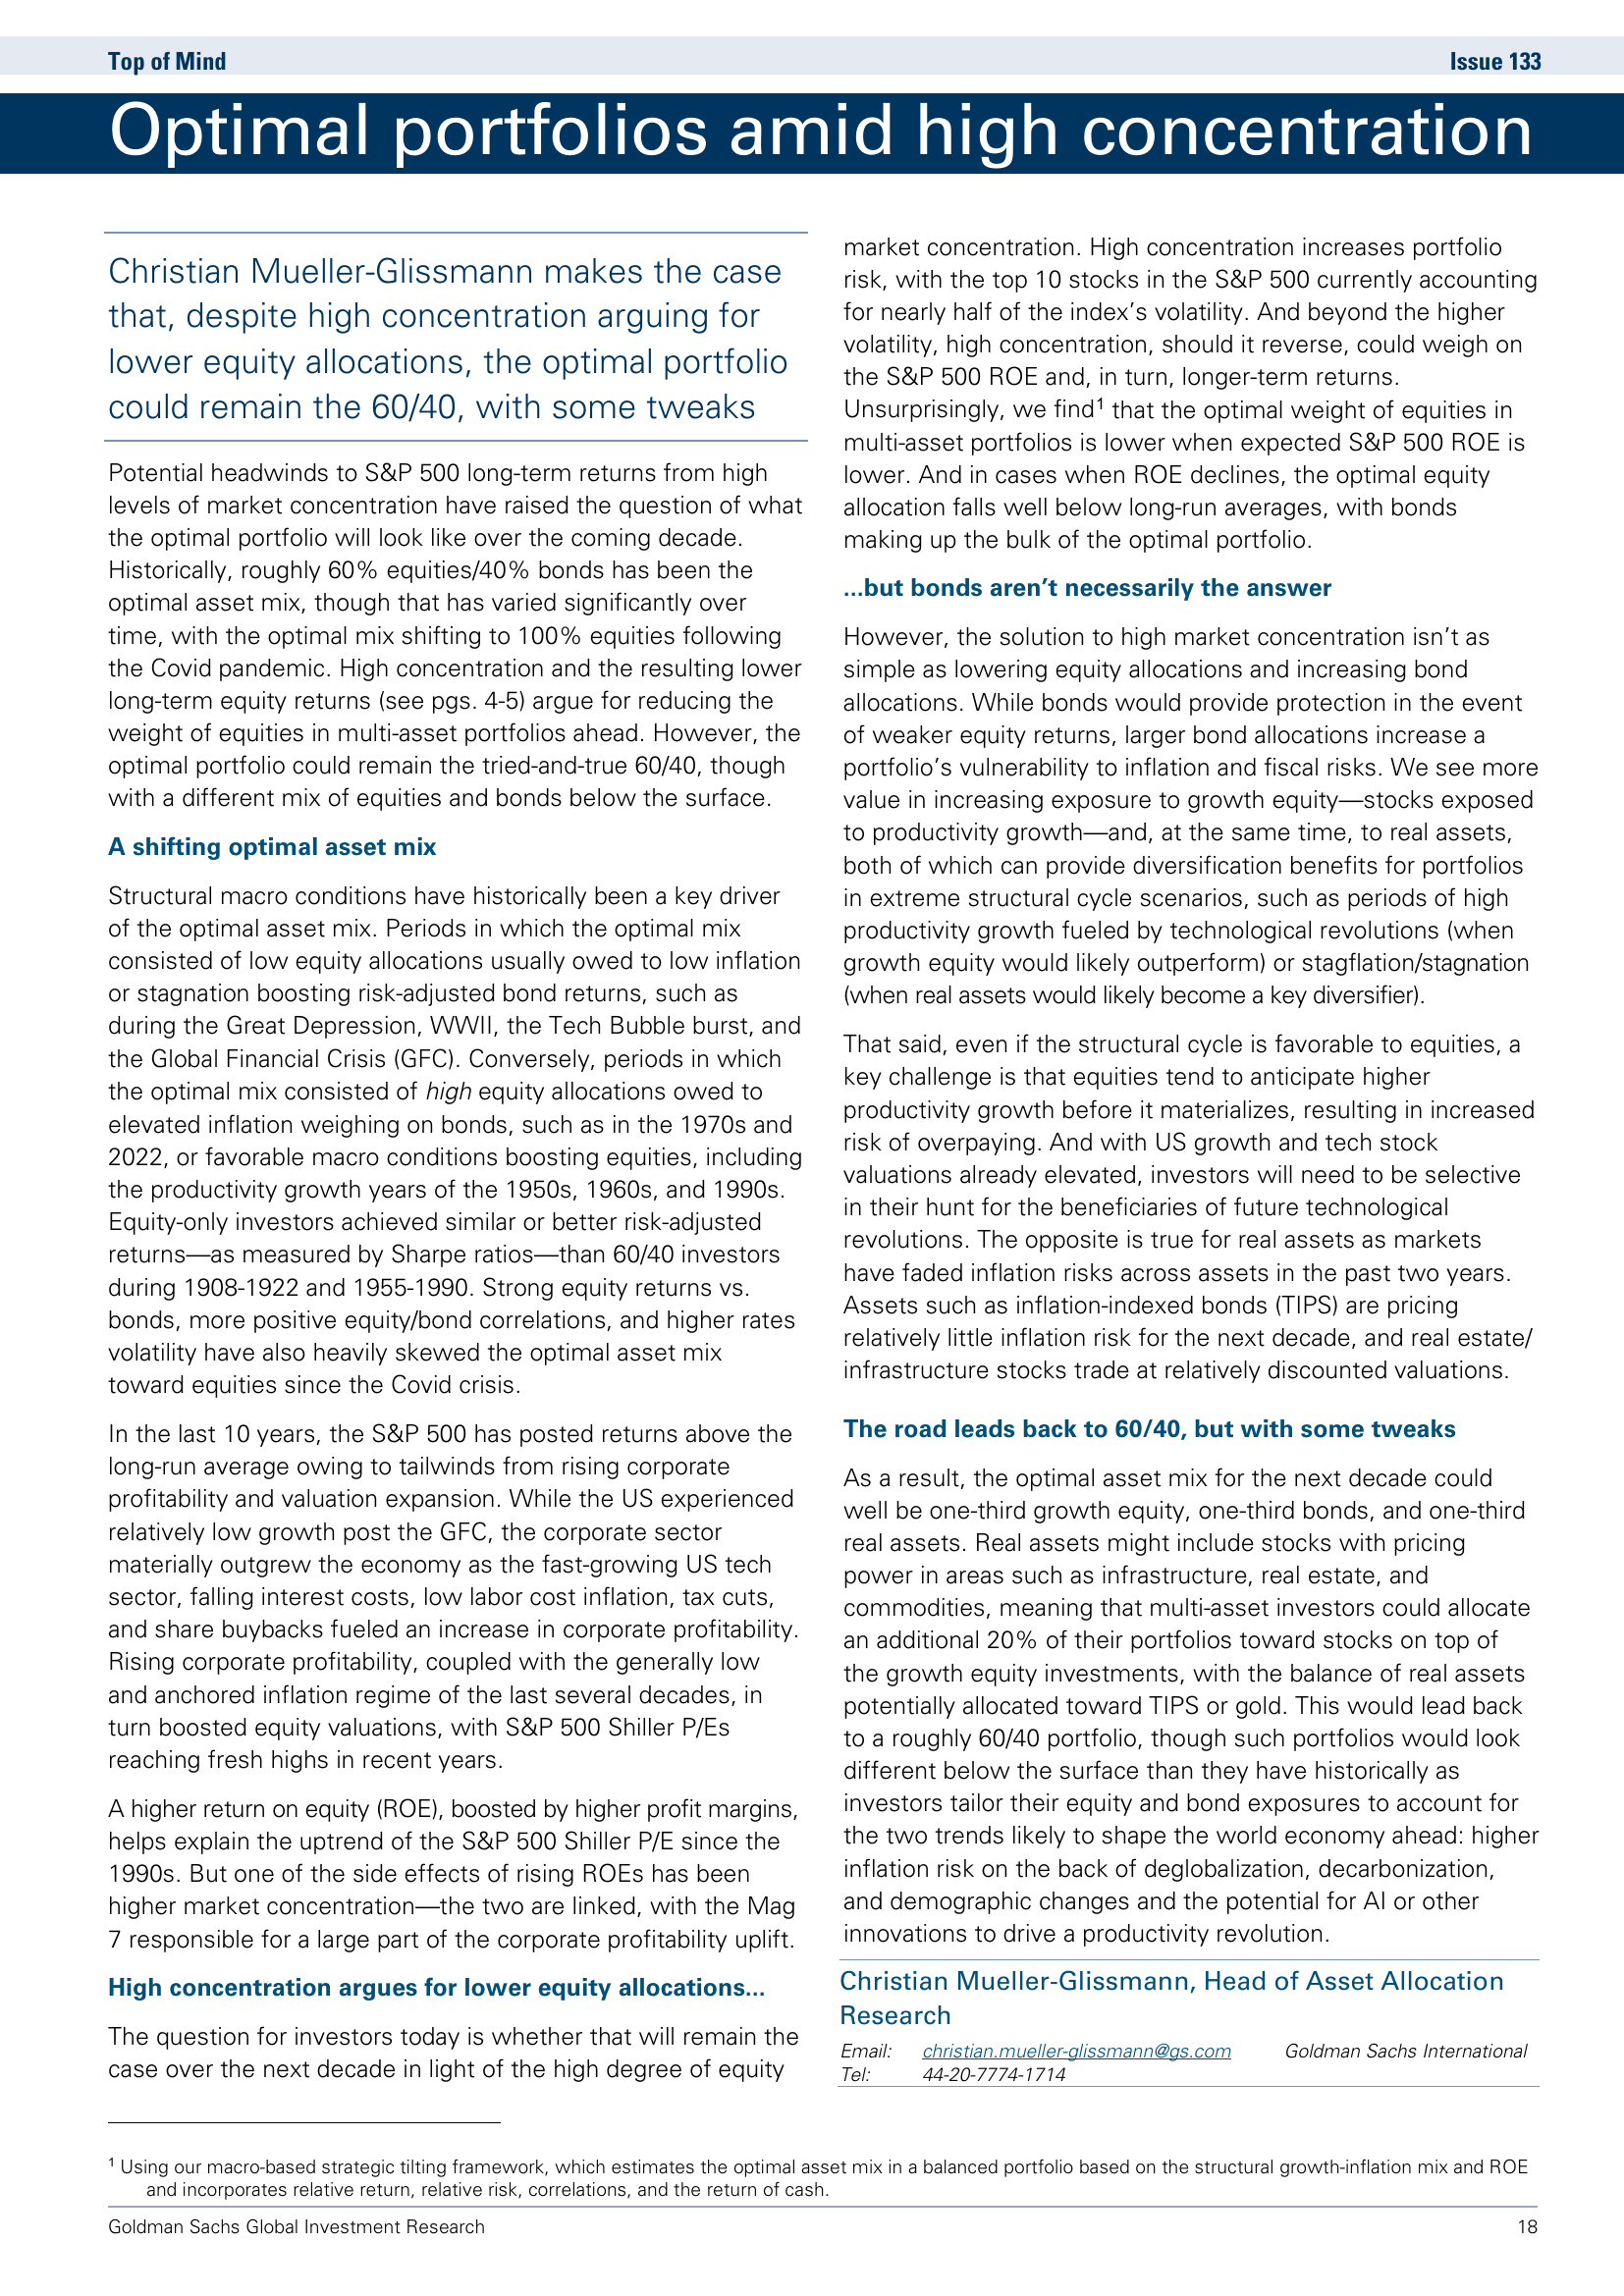 Top of Mind
Issue 133
Optimal portfolios amid high concentration
Christian Mueller-Glissmann makes the case
that, despite high concentration arguing for
lower equity allocations, the optimal portfolio
could remain the 60/40, with some tweaks
Potential headwinds to S&P 500 long-term returns from high
levels of market concentration have raised the question of what
the optimal portfolio will look like over the coming decade.
Historically, roughly 60% equities/40% bonds has been the
optimal asset mix, though that has varied significantly over
time, with the optimal mix shifting to 100% equities following
the Covid pandemic. High concentration and the resulting lower
long-term equity returns (see pgs. 4-5) argue for reducing the
weight of equities in multi-asset portfolios ahead. However, the
optimal portfolio could remain the tried-and-true 60/40, though
with a different mix of equities and bonds below the surface.
A shifting optimal asset mix
Structural macro conditions have historically been a key driver
of the optimal asset mix. Periods in which the optimal mix
consisted of low equity allocations usually owed to low inflation
or stagnation boosting risk-adjusted bond returns, such as
during the Great Depression, WWII, the Tech Bubble burst, and
the Global Financial Crisis (GFC). Conversely, periods in which
the optimal mix consisted of high equity allocations owed to
elevated inflation weighing on bonds, such as in the 1970s and
2022, or favorable macro conditions boosting equities, including
the productivity growth years of the 1950s, 1960s, and 1990s.
Equity-only investors achieved similar or better risk-adjusted
returns—as measured by Sharpe ratios—than 60/40 investors
during 1908-1922 and 1955-1990. Strong equity returns vs.
bonds, more positive equity/bond correlations, and higher rates
volatility have also heavily skewed the optimal asset mix
toward equities since the Covid crisis.
In the last 10 years, the S&P 500 has posted returns above the
long-run average owing to tailwinds from rising corporate
profitability and valuation expansion. While the US experienced
relatively low growth post the GFC, the corporate sector
materially outgrew the economy as the fast-growing US tech
sector, falling interest costs, low labor cost inflation, tax cuts,
and share buybacks fueled an increase in corporate profitability.
Rising corporate profitability, coupled with the generally low
and anchored inflation regime of the last several decades, in
turn boosted equity valuations, with S&P 500 Shiller P/Es
reaching fresh highs in recent years.
A higher return on equity (ROE), boosted by higher profit margins,
helps explain the uptrend of the S&P 500 Shiller P/E since the
1990s. But one of the side effects of rising ROEs has been
higher market concentration—the two are linked, with the Mag
7 responsible for a large part of the corporate profitability uplift.
High concentration argues for lower equity allocations...
The question for investors today is whether that will remain the
case over the next decade in light of the high degree of equity
market concentration. High concentration increases portfolio
risk, with the top 10 stocks in the S&P 500 currently accounting
for nearly half of the index's volatility. And beyond the higher
volatility, high concentration, should it reverse, could weigh on
the S&P 500 ROE and, in turn, longer-term returns.
Unsurprisingly, we find¹ that the optimal weight of equities in
multi-asset portfolios is lower when expected S&P 500 ROE is
lower. And in cases when ROE declines, the optimal equity
allocation falls well below long-run averages, with bonds
making up the bulk of the optimal portfolio.
...but bonds aren't necessarily the answer
However, the solution to high market concentration isn't as
simple as lowering equity allocations and increasing bond
allocations. While bonds would provide protection in the event
of weaker equity returns, larger bond allocations increase a
portfolio's vulnerability to inflation and fiscal risks. We see more
value in increasing exposure to growth equity—stocks exposed
to productivity growth—and, at the same time, to real assets,
both of which can provide diversification benefits for portfolios
in extreme structural cycle scenarios, such as periods of high
productivity growth fueled by technological revolutions (when
growth equity would likely outperform) or stagflation/stagnation
(when real assets would likely become a key diversifier).
That said, even if the structural cycle is favorable to equities, a
key challenge is that equities tend to anticipate higher
productivity growth before it materializes, resulting in increased
risk of overpaying. And with US growth and tech stock
valuations already elevated, investors will need to be selective
in their hunt for the beneficiaries of future technological
revolutions. The opposite is true for real assets as markets
have faded inflation risks across assets in the past two years.
Assets such as inflation-indexed bonds (TIPS) are pricing
relatively little inflation risk for the next decade, and real estate/
infrastructure stocks trade at relatively discounted valuations.
The road leads back to 60/40, but with some tweaks
As a result, the optimal asset mix for the next decade could
well be one-third growth equity, one-third bonds, and one-third
real assets. Real assets might include stocks with pricing
power in areas such as infrastructure, real estate, and
commodities, meaning that multi-asset investors could allocate
an additional 20% of their portfolios toward stocks on top of
the growth equity investments, with the balance of real assets
potentially allocated toward TIPS or gold. This would lead back
to a roughly 60/40 portfolio, though such portfolios would look
different below the surface than they have historically as
investors tailor their equity and bond exposures to account for
the two trends likely to shape the world economy ahead: higher
inflation risk on the back of deglobalization, decarbonization,
and demographic changes and the potential for AI or other
innovations to drive a productivity revolution.
Christian Mueller-Glissmann, Head of Asset Allocation
Research
Email: christian.mueller-glissmann@gs.com Goldman Sachs International
Tel: 44-20-7774-1714
¹ Using our macro-based strategic tilting framework, which estimates the optimal asset mix in a balanced portfolio based on the structural growth-inflation mix and ROE
and incorporates relative return, relative risk, correlations, and the return of cash.
Goldman Sachs Global Investment Research
18